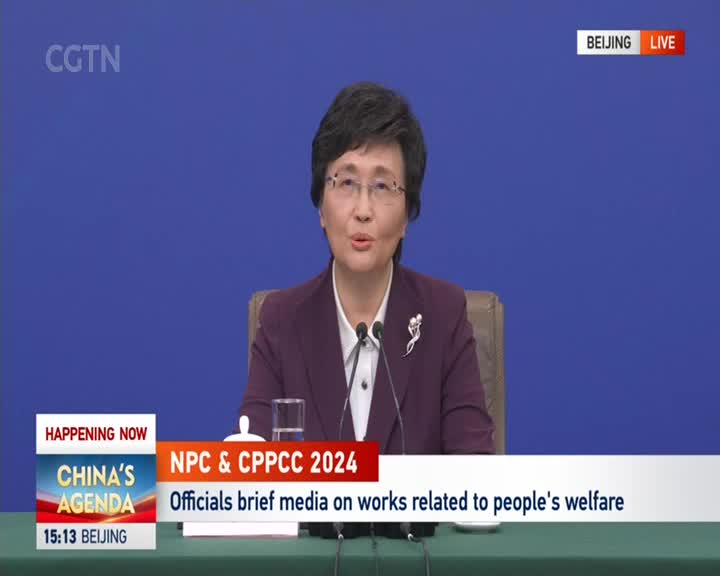 CGTN
BEIJING LIVE
HAPPENING NOW
CHINA'S
AGENDA
NPC & CPPCC 2024
Officials brief media on works related to people's welfare
15:13 BEIJING